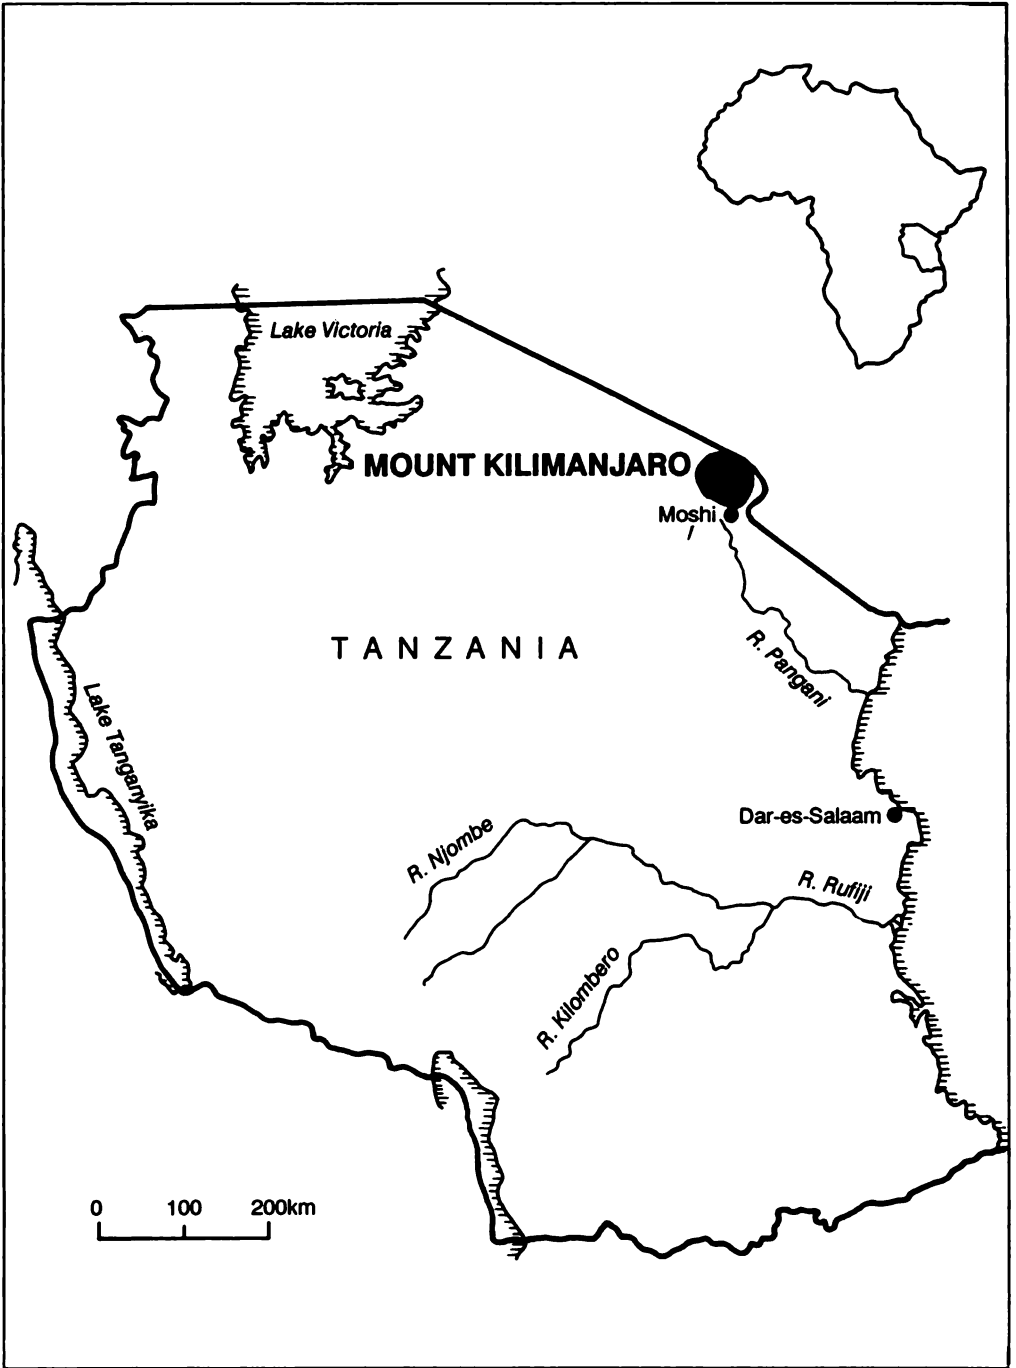 Lake Victoria
MOUNT KILIMANJARO
Moshi
TANZANIA
R. Pangani
Lake Tanganyika
Dar-es-Salaam
R. Njombe
R. Rufiji
R. Kilombero
0 100 200km